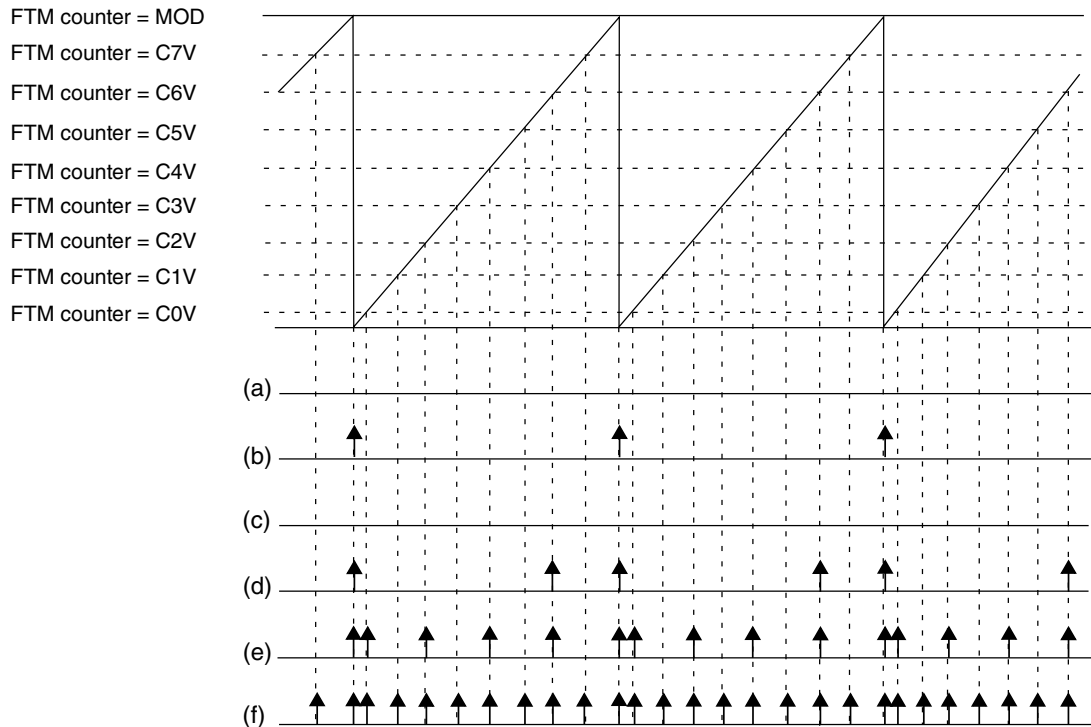 FTM counter = MOD
FTM counter = C7V
FTM counter = C6V
FTM counter = C5V
FTM counter = C4V
FTM counter = C3V
FTM counter = C2V
FTM counter = C1V
FTM counter = C0V
(a)
(b)
(c)
(d)
(e)
(f)